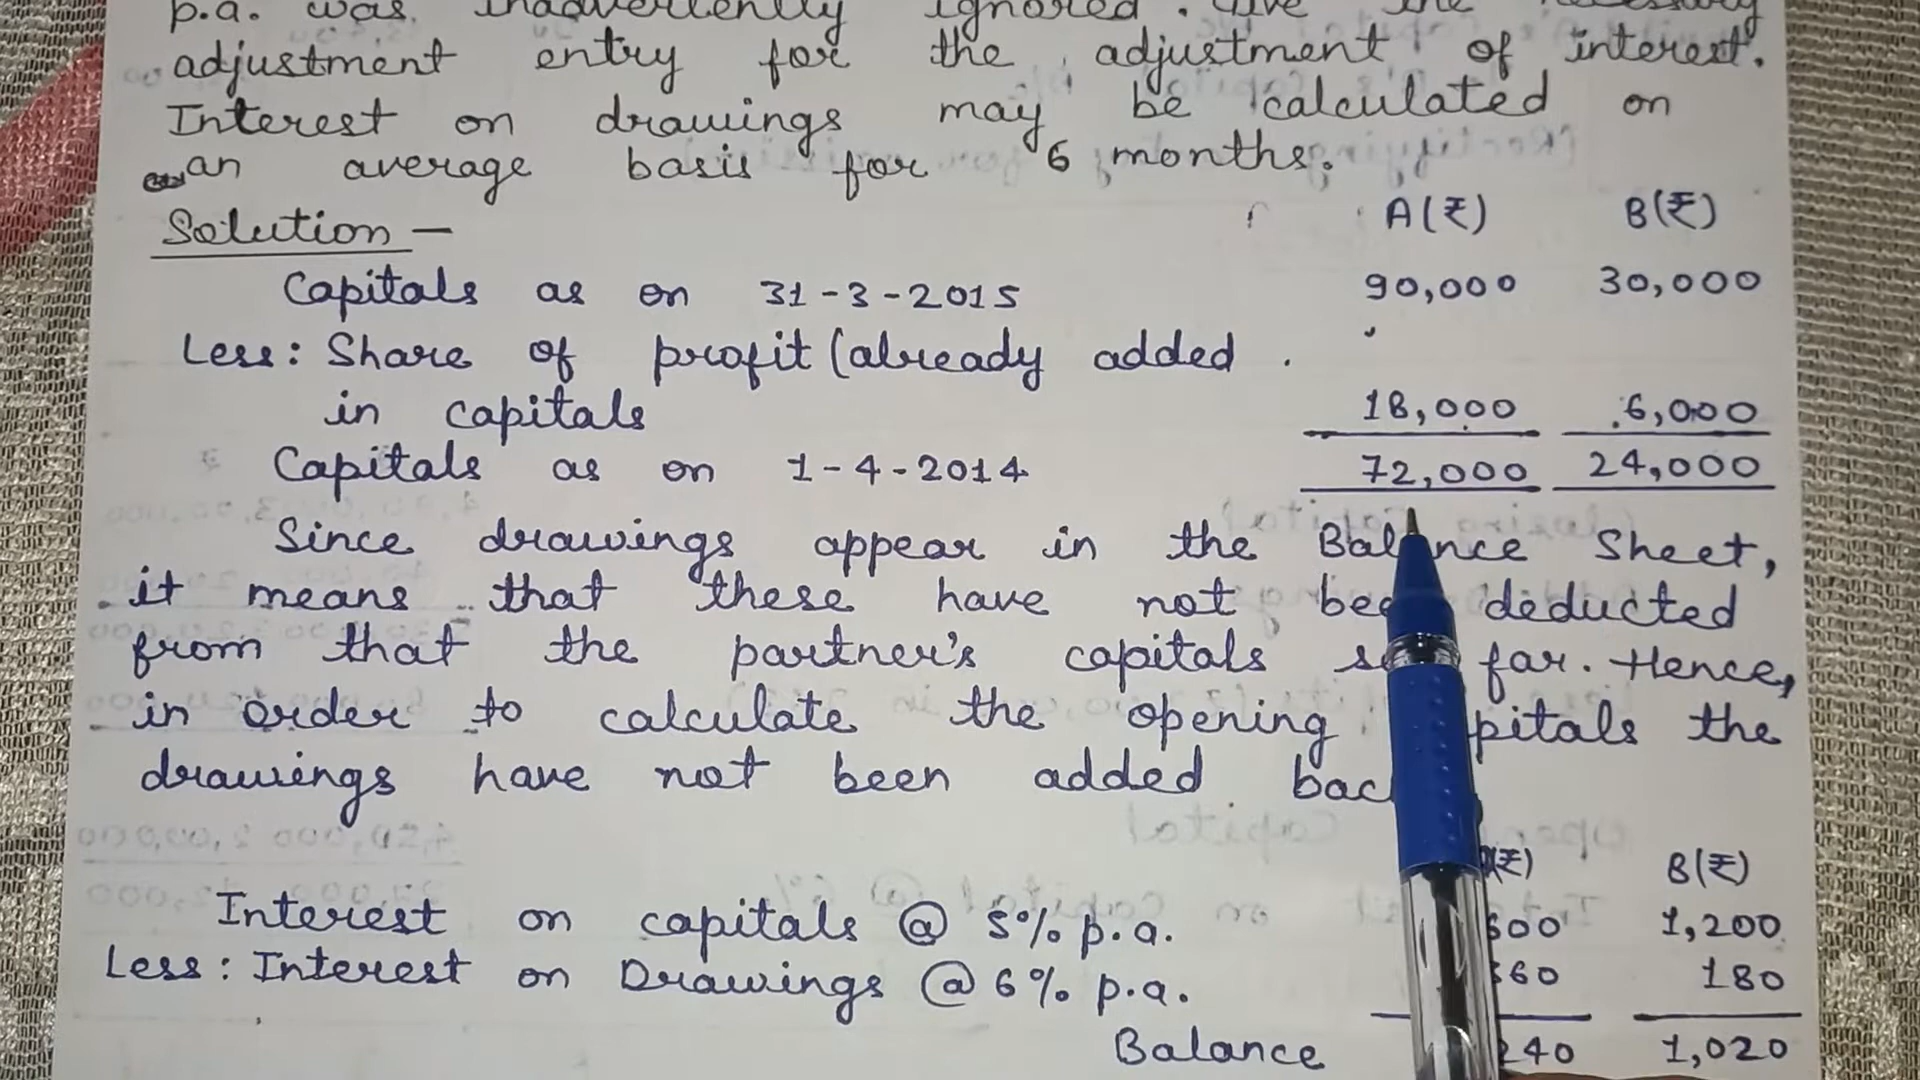 p.a. was inadvertently ignored. Give the necessary
adjustment entry for the adjustment of interest.
Interest on drawings may be calculated on
an average basis for 6 months.
Solution -
A(₹) B(₹)
Capitals as on 31-3-2015 90,000 30,000
Less: Share of profit (already added
in capitals 18,000 6,000
Capitals as on 1-4-2014 72,000 24,000
Since drawings appear in the Balance Sheet,
it means that these have not been deducted
from that the partner's capitals so far. Hence,
in order to calculate the opening capitals the
drawings have not been added back
(₹) B(₹)
Interest on capitals @ 5% p.a. 600 1,200
Less: Interest on Drawings @ 6% p.a. 360 180
Balance 240 1,020